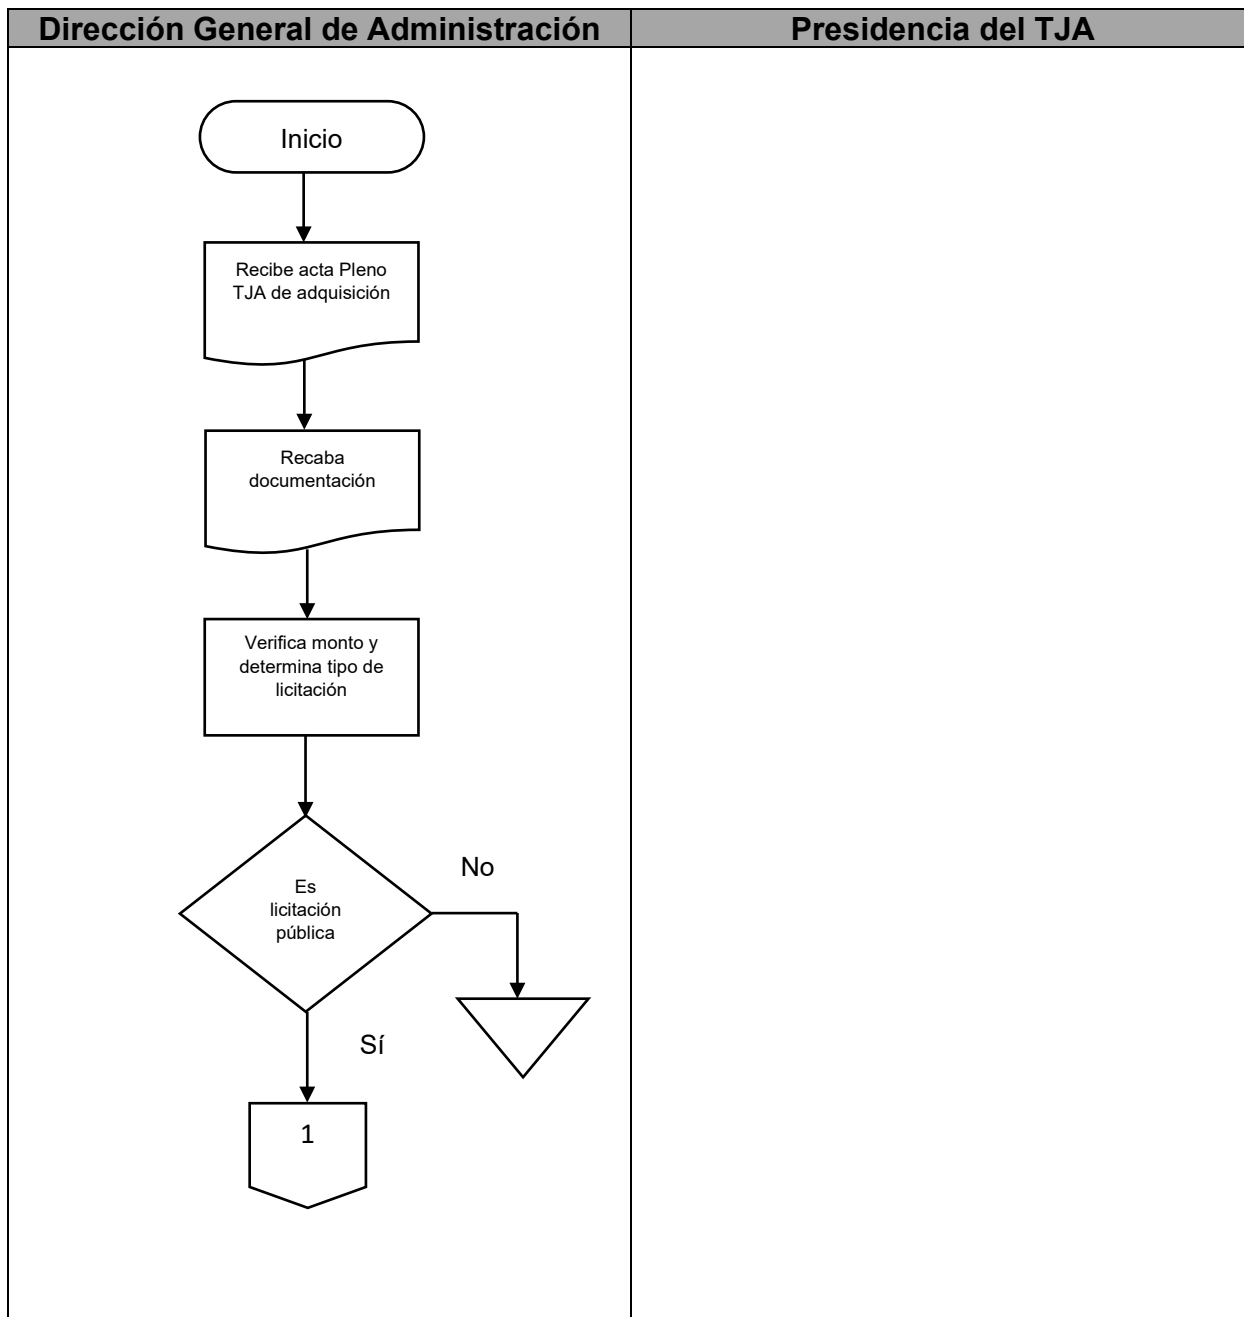 Dirección General de Administración
Presidencia del TJA
Inicio
Recibe acta Pleno
TJA de adquisición
Recaba
documentación
Verifica monto y
determina tipo de
licitación
Es
licitación
pública
No
Sí
1